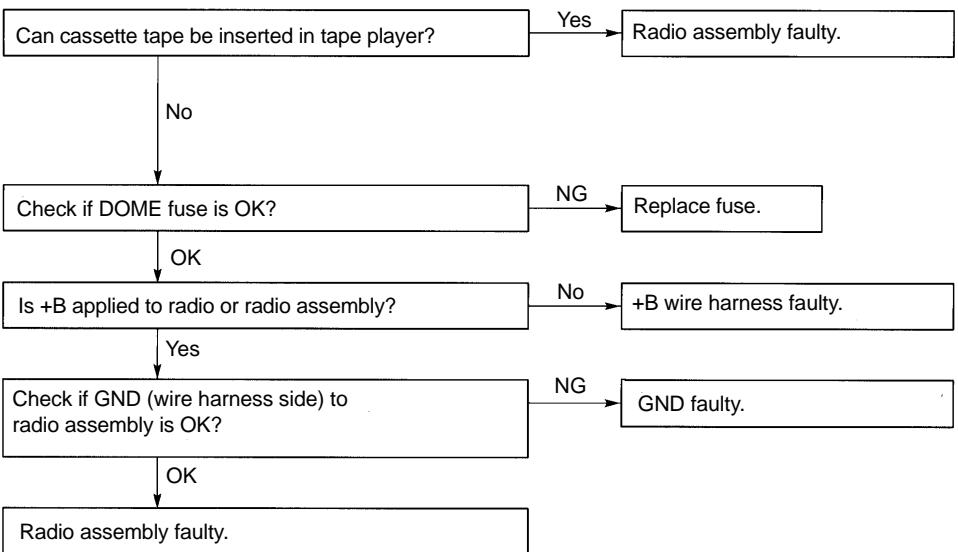 Can cassette tape be inserted in tape player?
Yes
Radio assembly faulty.
No
Check if DOME fuse is OK?
NG
Replace fuse.
OK
Is +B applied to radio or radio assembly?
No
+B wire harness faulty.
Yes
Check if GND (wire harness side) to
radio assembly is OK?
NG
GND faulty.
OK
Radio assembly faulty.